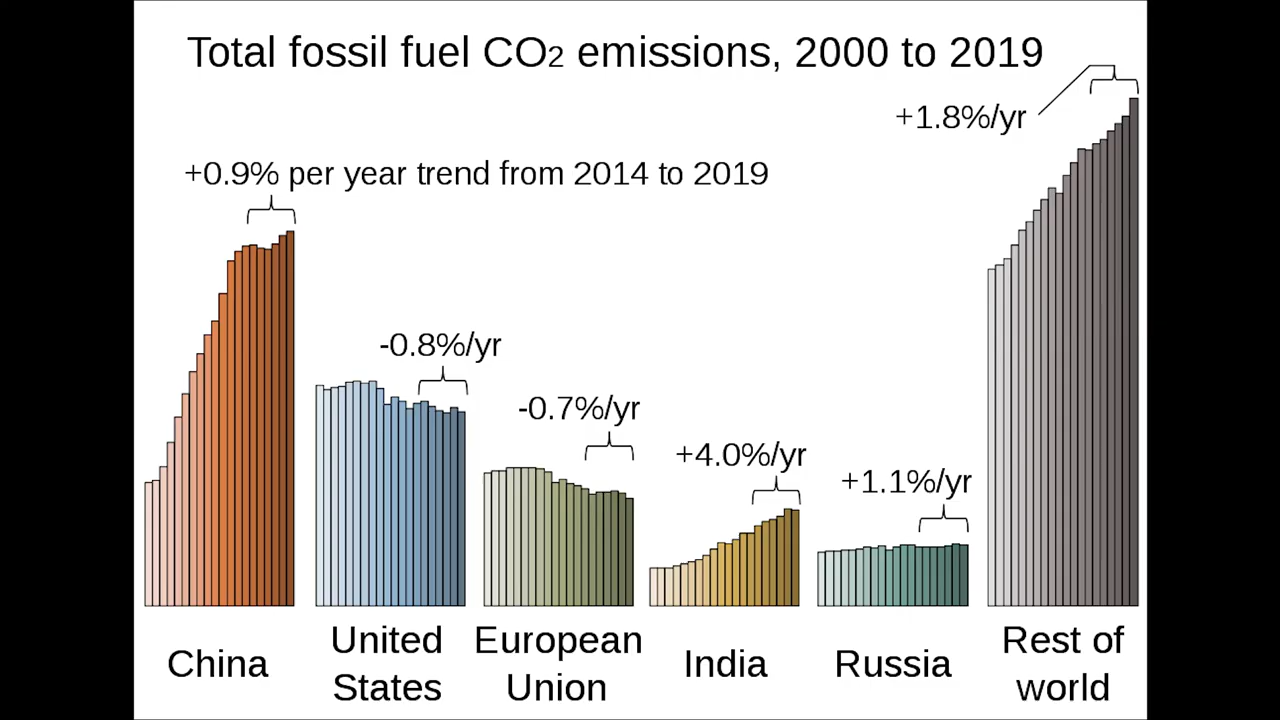 Total fossil fuel CO2 emissions, 2000 to 2019
+1.8%/yr
+0.9% per year trend from 2014 to 2019
-0.8%/yr
-0.7%/yr
+4.0%/yr
+1.1%/yr
China
United
States
European
Union
India
Russia
Rest of
world